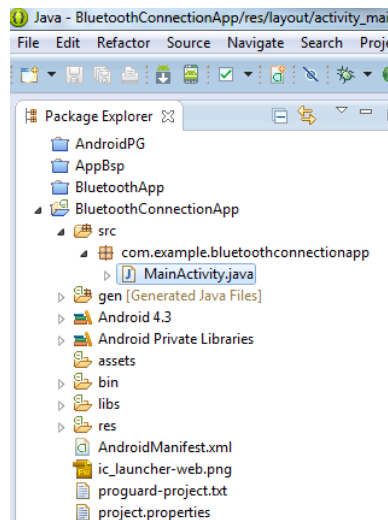 Java - BluetoothConnectionApp/res/layout/activity_mai
File Edit Refactor Source Navigate Search Proje
Package Explorer
AndroidPG
AppBsp
BluetoothApp
BluetoothConnectionApp
src
com.example.bluetoothconnectionapp
MainActivity.java
gen [Generated Java Files]
Android 4.3
Android Private Libraries
assets
bin
libs
res
AndroidManifest.xml
ic_launcher-web.png
proguard-project.txt
project.properties